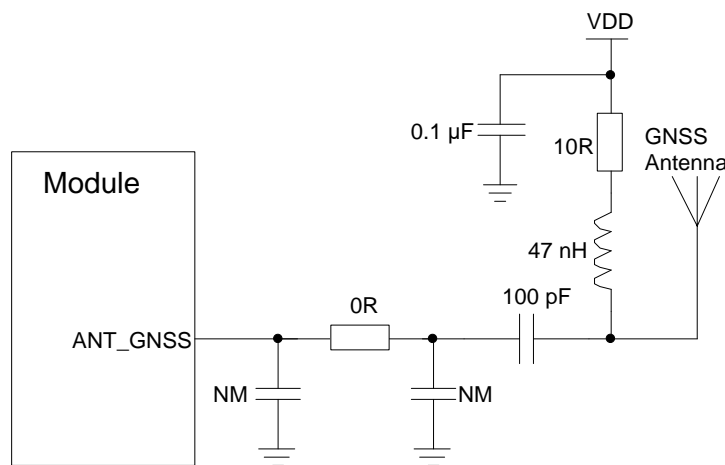 VDD
0.1 µF
10R
GNSS
Antenna
Module
47 nH
100 pF
0R
ANT_GNSS
NM
NM